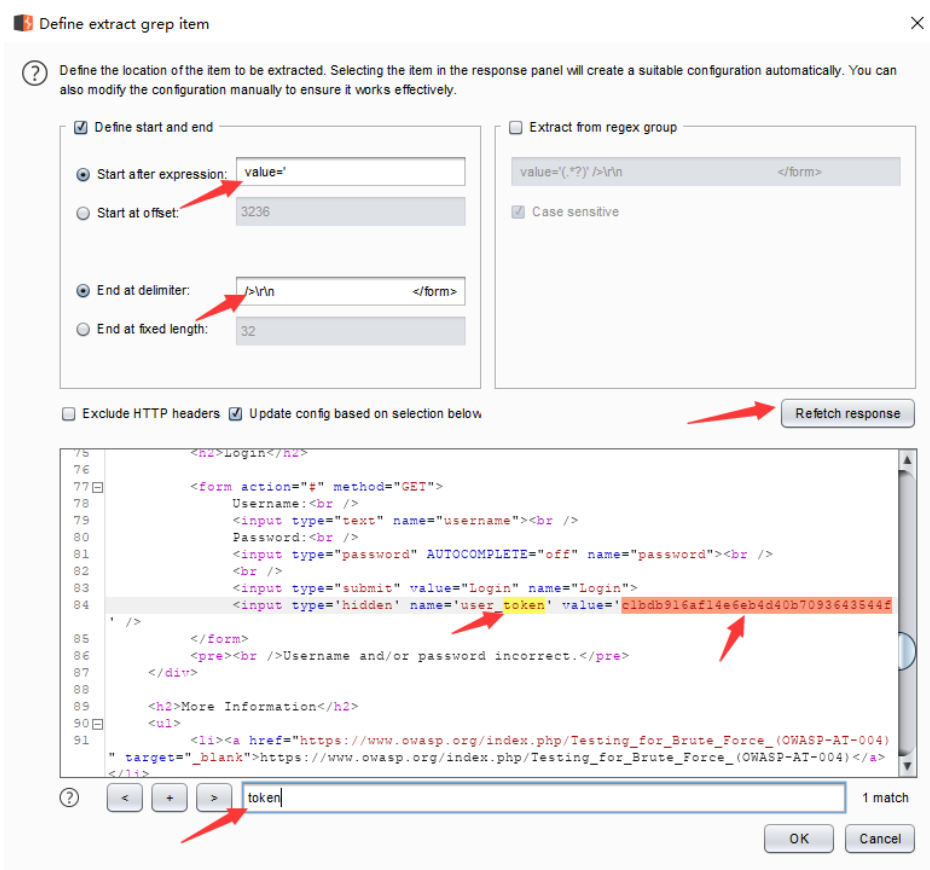 Define extract grep item
Define the location of the item to be extracted. Selecting the item in the response panel will create a suitable configuration automatically. You can
also modify the configuration manually to ensure it works effectively.
Define start and end
Start after expression: value='
Start at offset: 3236
End at delimiter: />\r\n </form>
End at fixed length: 32
Extract from regex group
value='(.*?)' />\r\n </form>
Case sensitive
Exclude HTTP headers Update config based on selection below
Refetch response
75 <h2>Login</h2>
76
77 <form action="#" method="GET">
78 Username:<br />
79 <input type="text" name="username"><br />
80 Password:<br />
81 <input type="password" AUTOCOMPLETE="off" name="password"><br />
82 <br />
83 <input type="submit" value="Login" name="Login">
84 <input type='hidden' name='user_token' value='c1bdb916af14e6eb4d40b7093643544f
' />
85 </form>
86 <pre><br />Username and/or password incorrect.</pre>
87 </div>
88
89 <h2>More Information</h2>
90 <ul>
91 <li><a href="https://www.owasp.org/index.php/Testing_for_Brute_Force_(OWASP-AT-004)
" target="_blank">https://www.owasp.org/index.php/Testing_for_Brute_Force_(OWASP-AT-004)</a>
</li>
? < + > token 1 match
OK Cancel